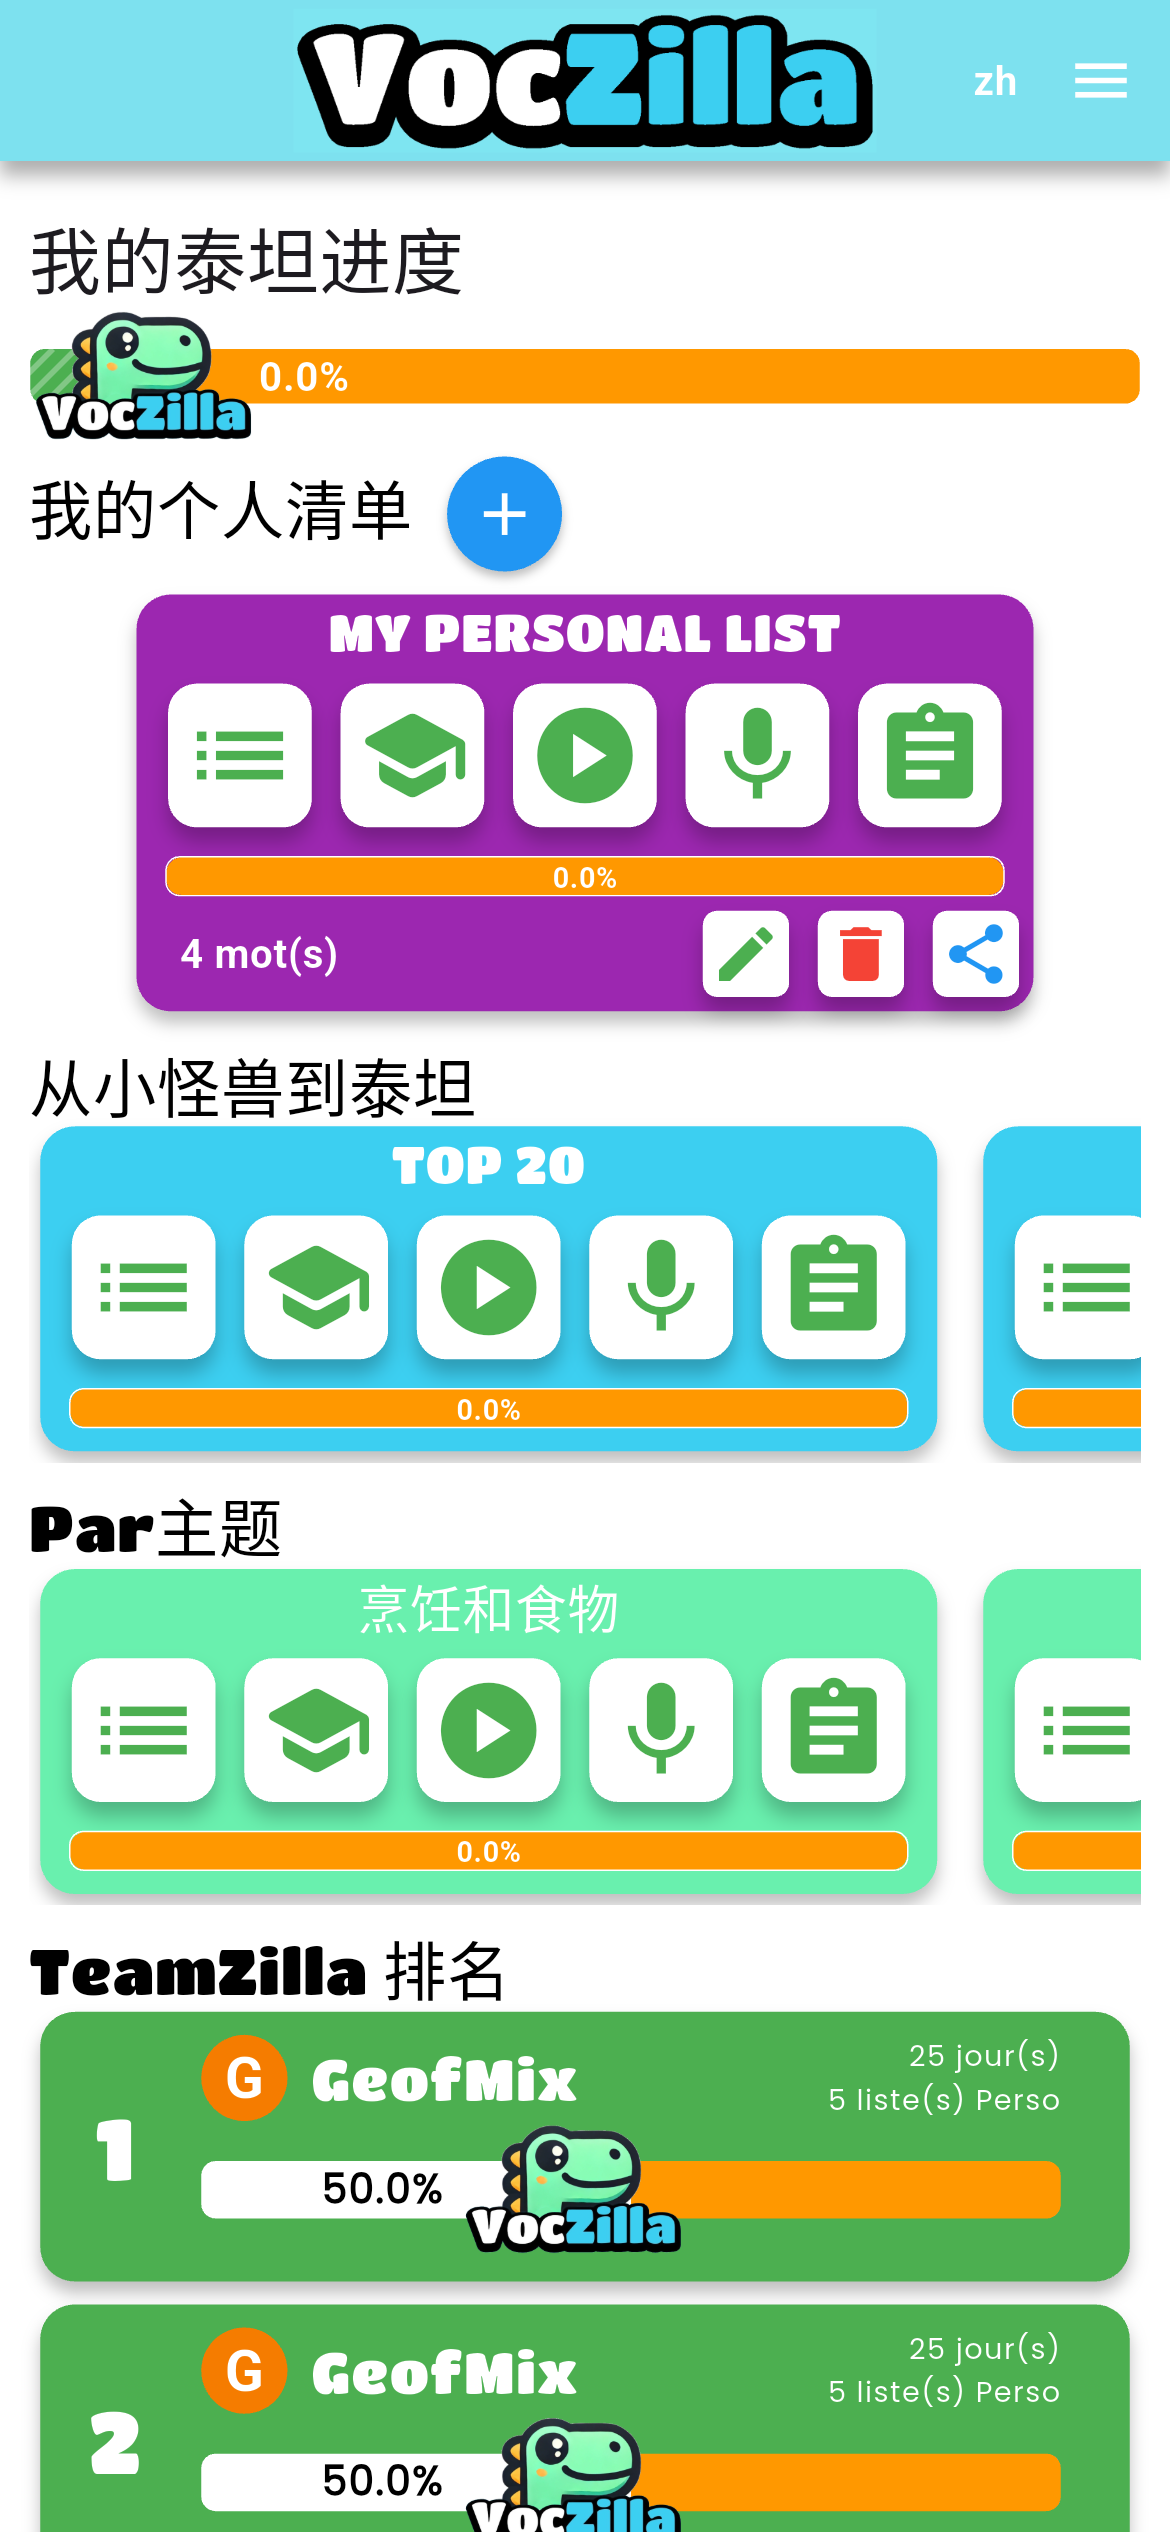 VocZilla
zh
我的泰坦进度
0.0%
VocZilla
我的个人清单
MY PERSONAL LIST
0.0%
4 mot(s)
从小怪兽到泰坦
TOP 20
0.0%
Par主题
烹饪和食物
0.0%
TeamZilla 排名
1
G
GeofMix
25 jour(s)
5 liste(s) Perso
50.0%
VocZilla
2
G
GeofMix
25 jour(s)
5 liste(s) Perso
50.0%
VocZilla